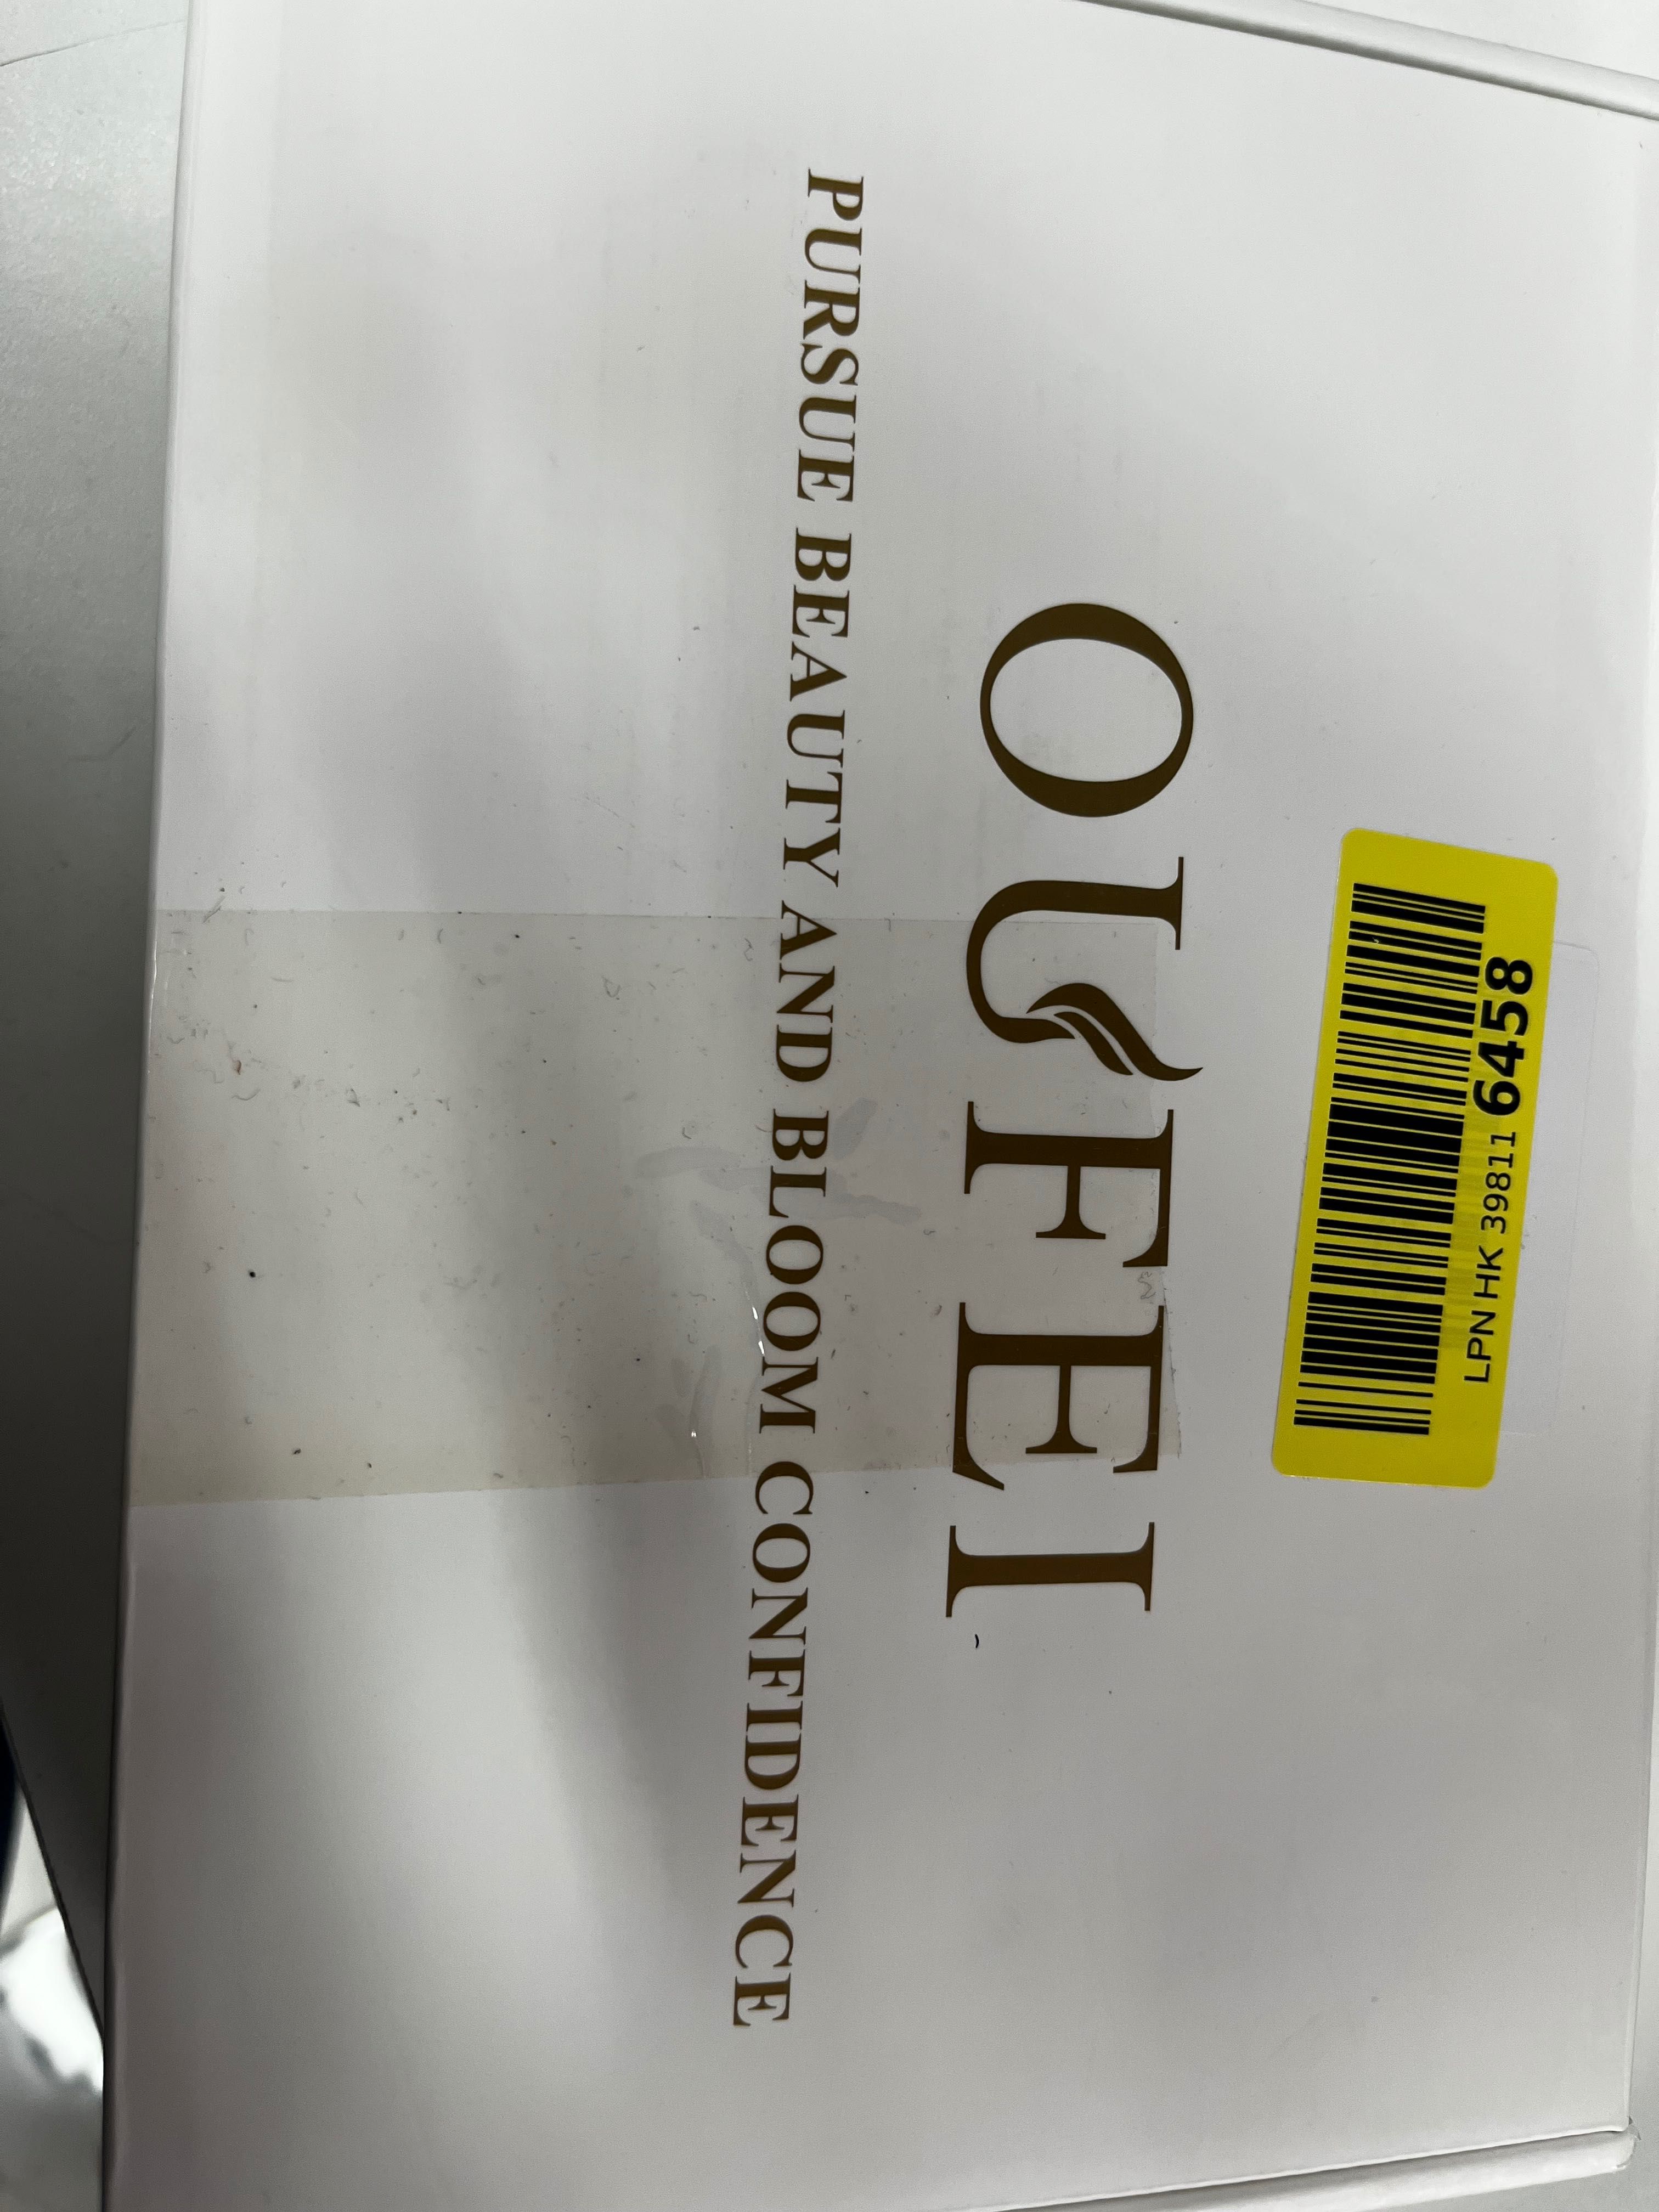 LPN HK 39811 6458
OUFEI
PURSUE BEAUTY AND BLOOM CONFIDENCE